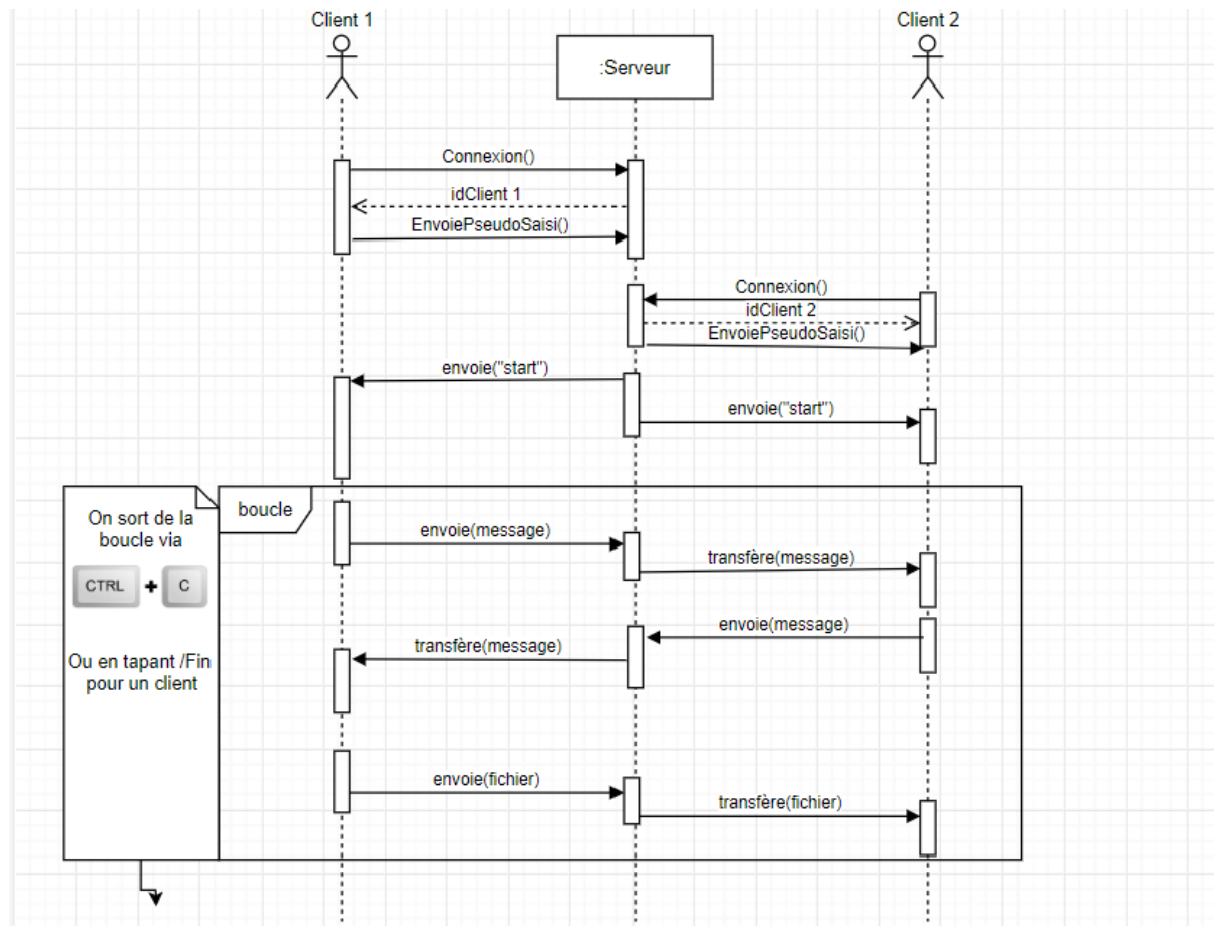 Client 1
Client 2
:Serveur
Connexion()
idClient 1
EnvoiePseudoSaisi()
Connexion()
idClient 2
EnvoiePseudoSaisi()
envoie("start")
envoie("start")
On sort de la
boucle via
CTRL + C
Ou en tapant /Fin
pour un client
boucle
envoie(message)
transfère(message)
envoie(message)
transfère(message)
envoie(fichier)
transfère(fichier)